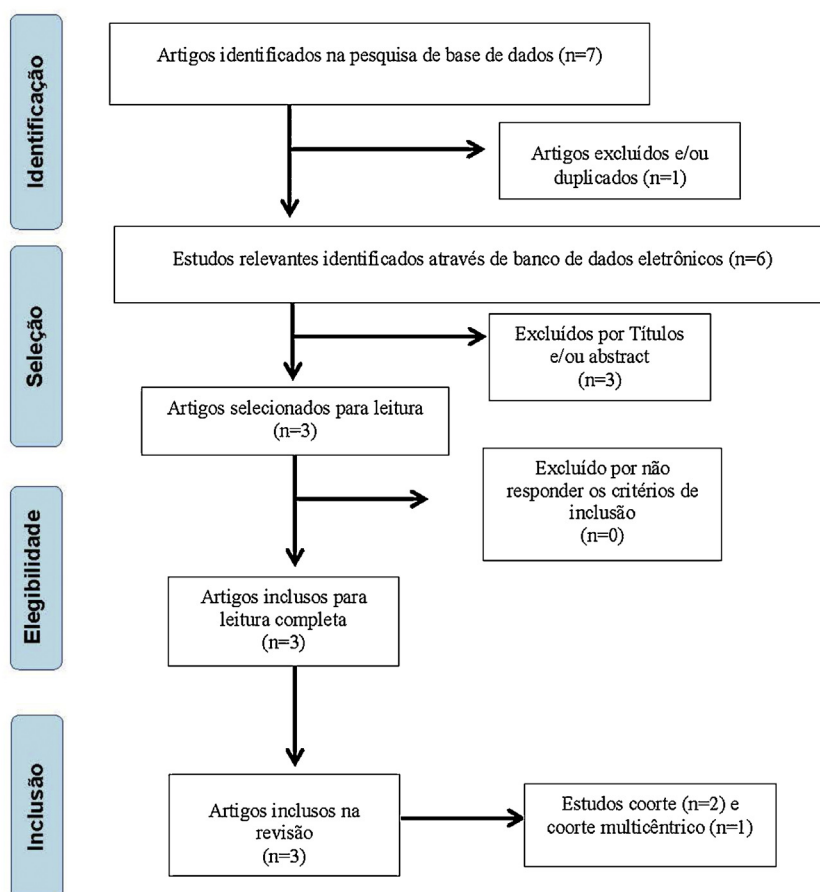 Identificação
Artigos identificados na pesquisa de base de dados (n=7)
Artigos excluídos e/ou
duplicados (n=1)
Seleção
Estudos relevantes identificados através de banco de dados eletrônicos (n=6)
Excluídos por Títulos
e/ou abstract
(n=3)
Artigos selecionados para leitura
(n=3)
Elegibilidade
Excluído por não
responder os critérios de
inclusão
(n=0)
Artigos inclusos para
leitura completa
(n=3)
Inclusão
Artigos inclusos na
revisão
(n=3)
Estudos coorte (n=2) e
coorte multicêntrico (n=1)